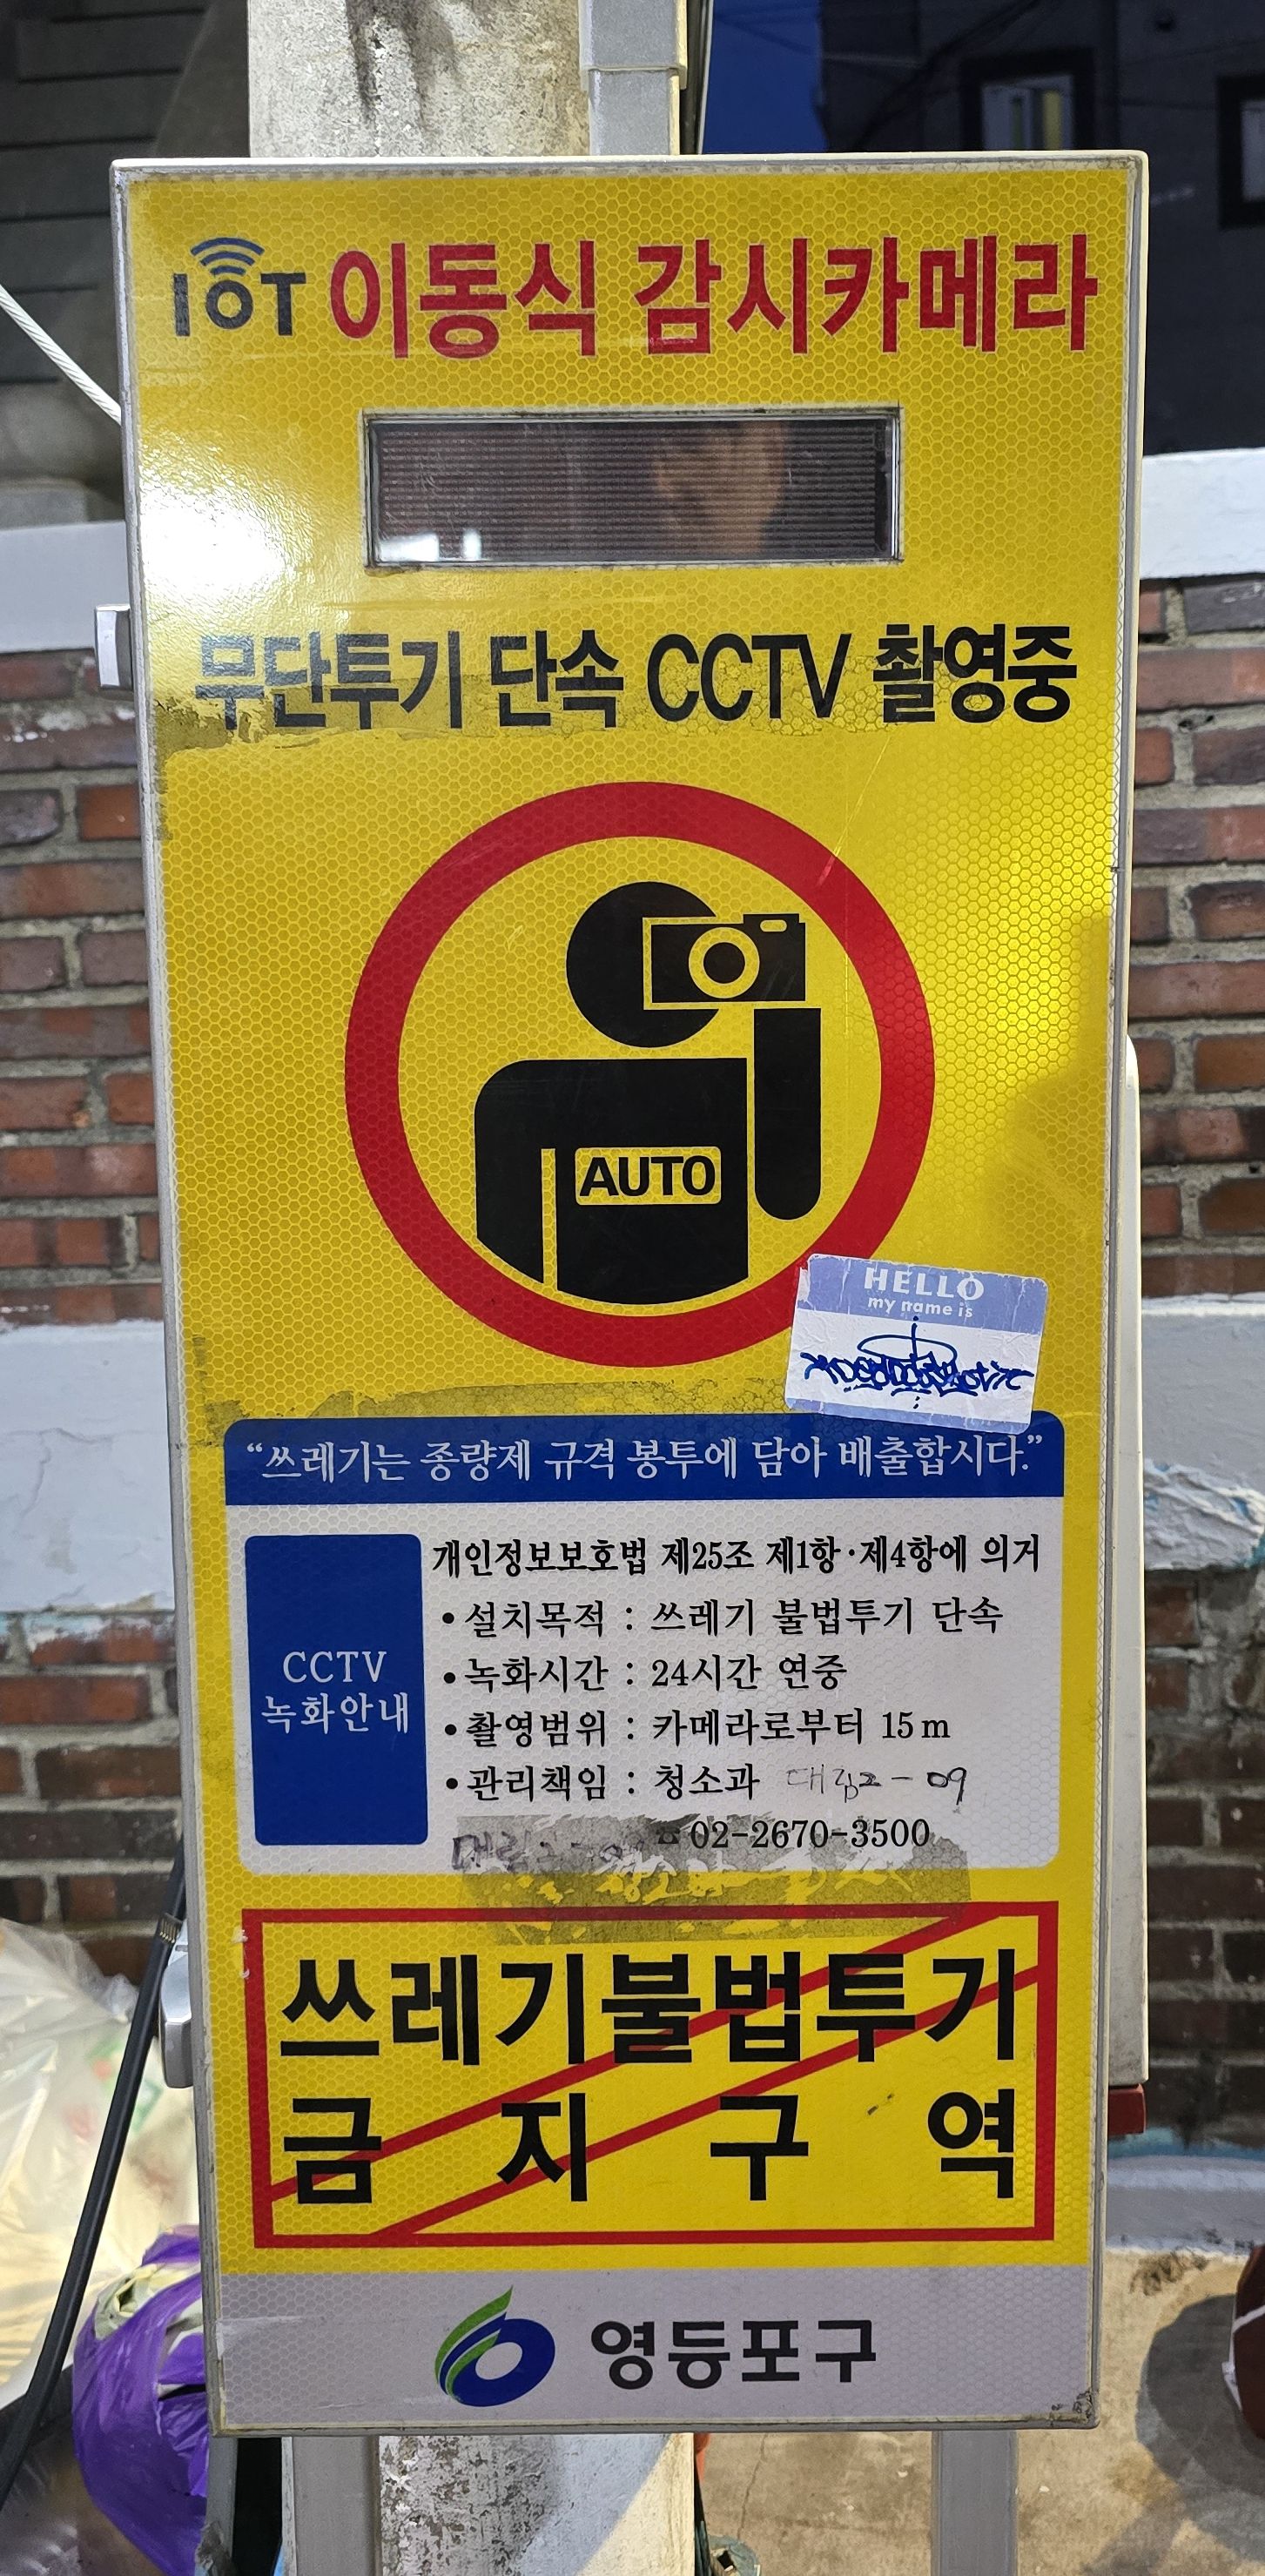 IoT 이동식 감시카메라
무단투기 단속 CCTV 촬영중
AUTO
HELLO
my name is
“쓰레기는 종량제 규격 봉투에 담아 배출합시다.”
CCTV
녹화안내
개인정보보호법 제25조 제1항·제4항에 의거
• 설치목적 : 쓰레기 불법투기 단속
• 녹화시간 : 24시간 연중
• 촬영범위 : 카메라로부터 15m
• 관리책임 : 청소과 대림2-09
☎ 02-2670-3500
쓰레기불법투기
금지구역
영등포구